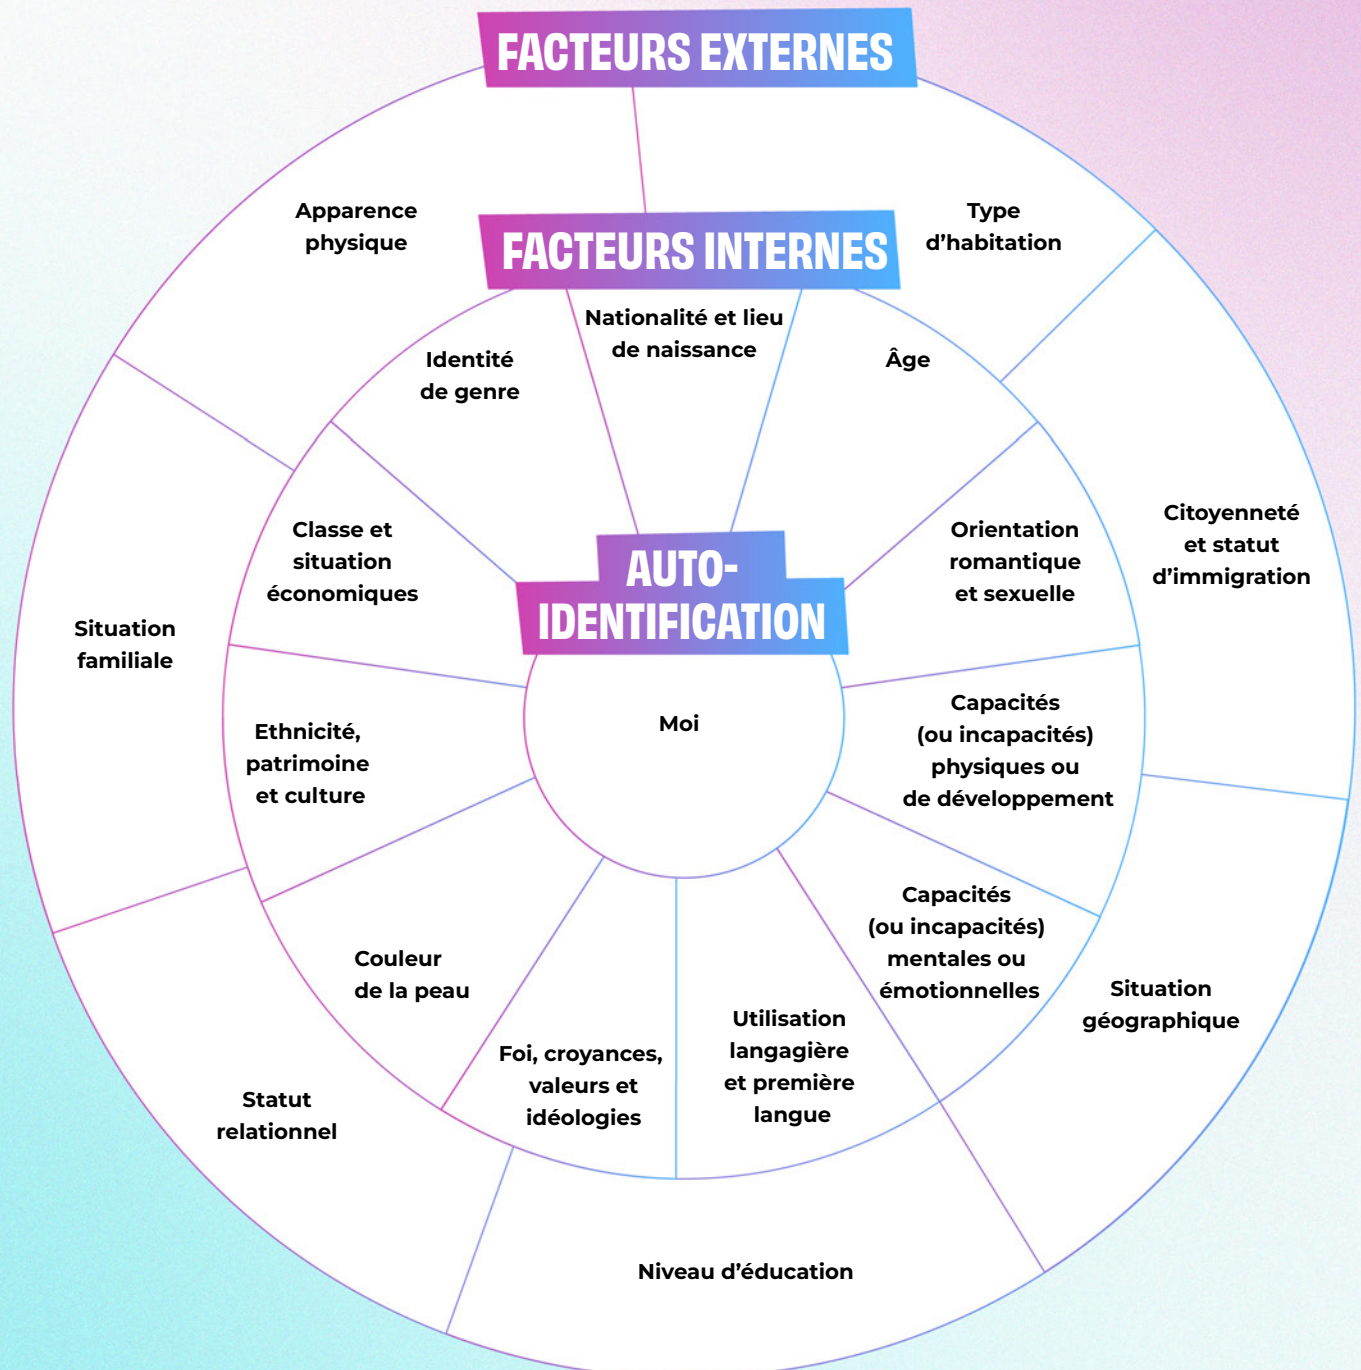 FACTEURS EXTERNES
Apparence
physique
Type
d’habitation
FACTEURS INTERNES
Nationalité et lieu
de naissance
Identité
de genre
Âge
Classe et
situation
économiques
Orientation
romantique
et sexuelle
Citoyenneté
et statut
d’immigration
AUTO-
IDENTIFICATION
Situation
familiale
Moi
Ethnicité,
patrimoine
et culture
Capacités
(ou incapacités)
physiques ou
de développement
Capacités
(ou incapacités)
mentales ou
émotionnelles
Couleur
de la peau
Situation
géographique
Foi, croyances,
valeurs et
idéologies
Utilisation
langagière
et première
langue
Statut
relationnel
Niveau d’éducation